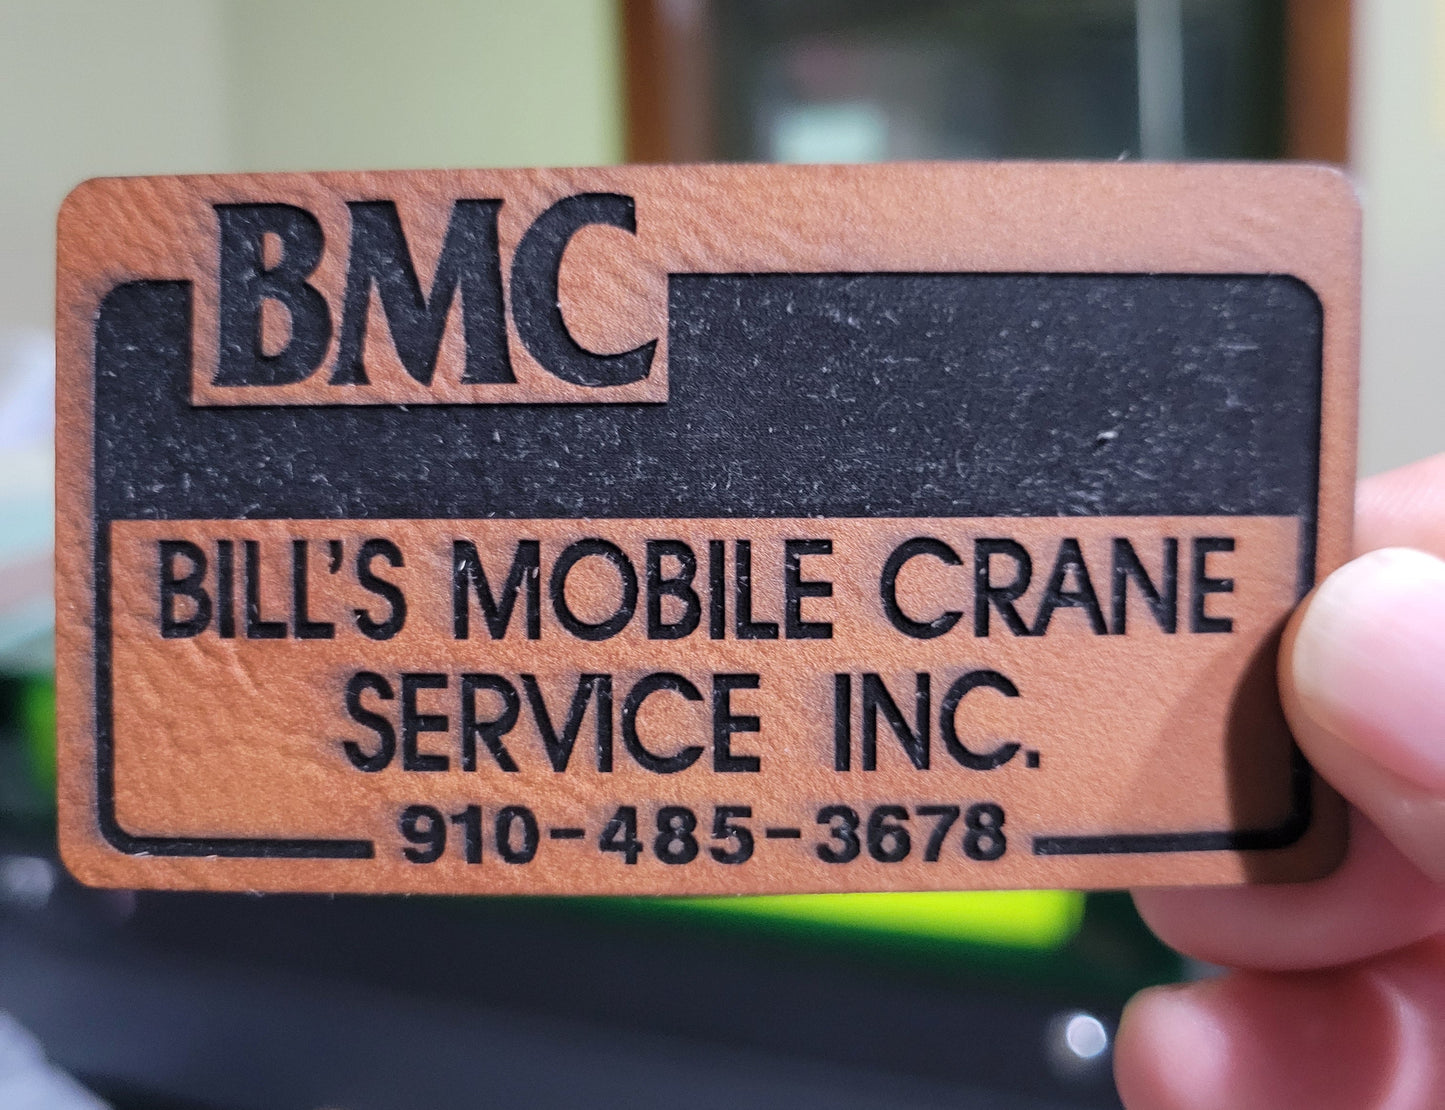 BMC
BILL'S MOBILE CRANE
SERVICE INC.
910-485-3678